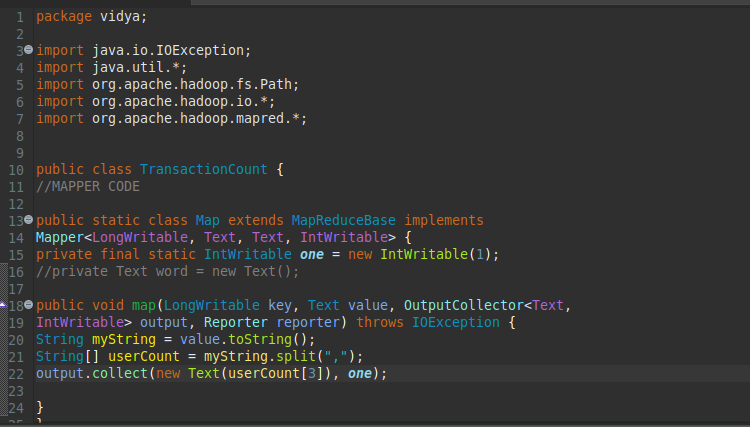 1 package vidya;
2
3 import java.io.IOException;
4 import java.util.*;
5 import org.apache.hadoop.fs.Path;
6 import org.apache.hadoop.io.*;
7 import org.apache.hadoop.mapred.*;
8
9
10 public class TransactionCount {
11 //MAPPER CODE
12
13 public static class Map extends MapReduceBase implements
14 Mapper<LongWritable, Text, Text, IntWritable> {
15 private final static IntWritable one = new IntWritable(1);
16 //private Text word = new Text();
17
18 public void map(LongWritable key, Text value, OutputCollector<Text,
19 IntWritable> output, Reporter reporter) throws IOException {
20 String myString = value.toString();
21 String[] userCount = myString.split(",");
22 output.collect(new Text(userCount[3]), one);
23
24 }
25 }